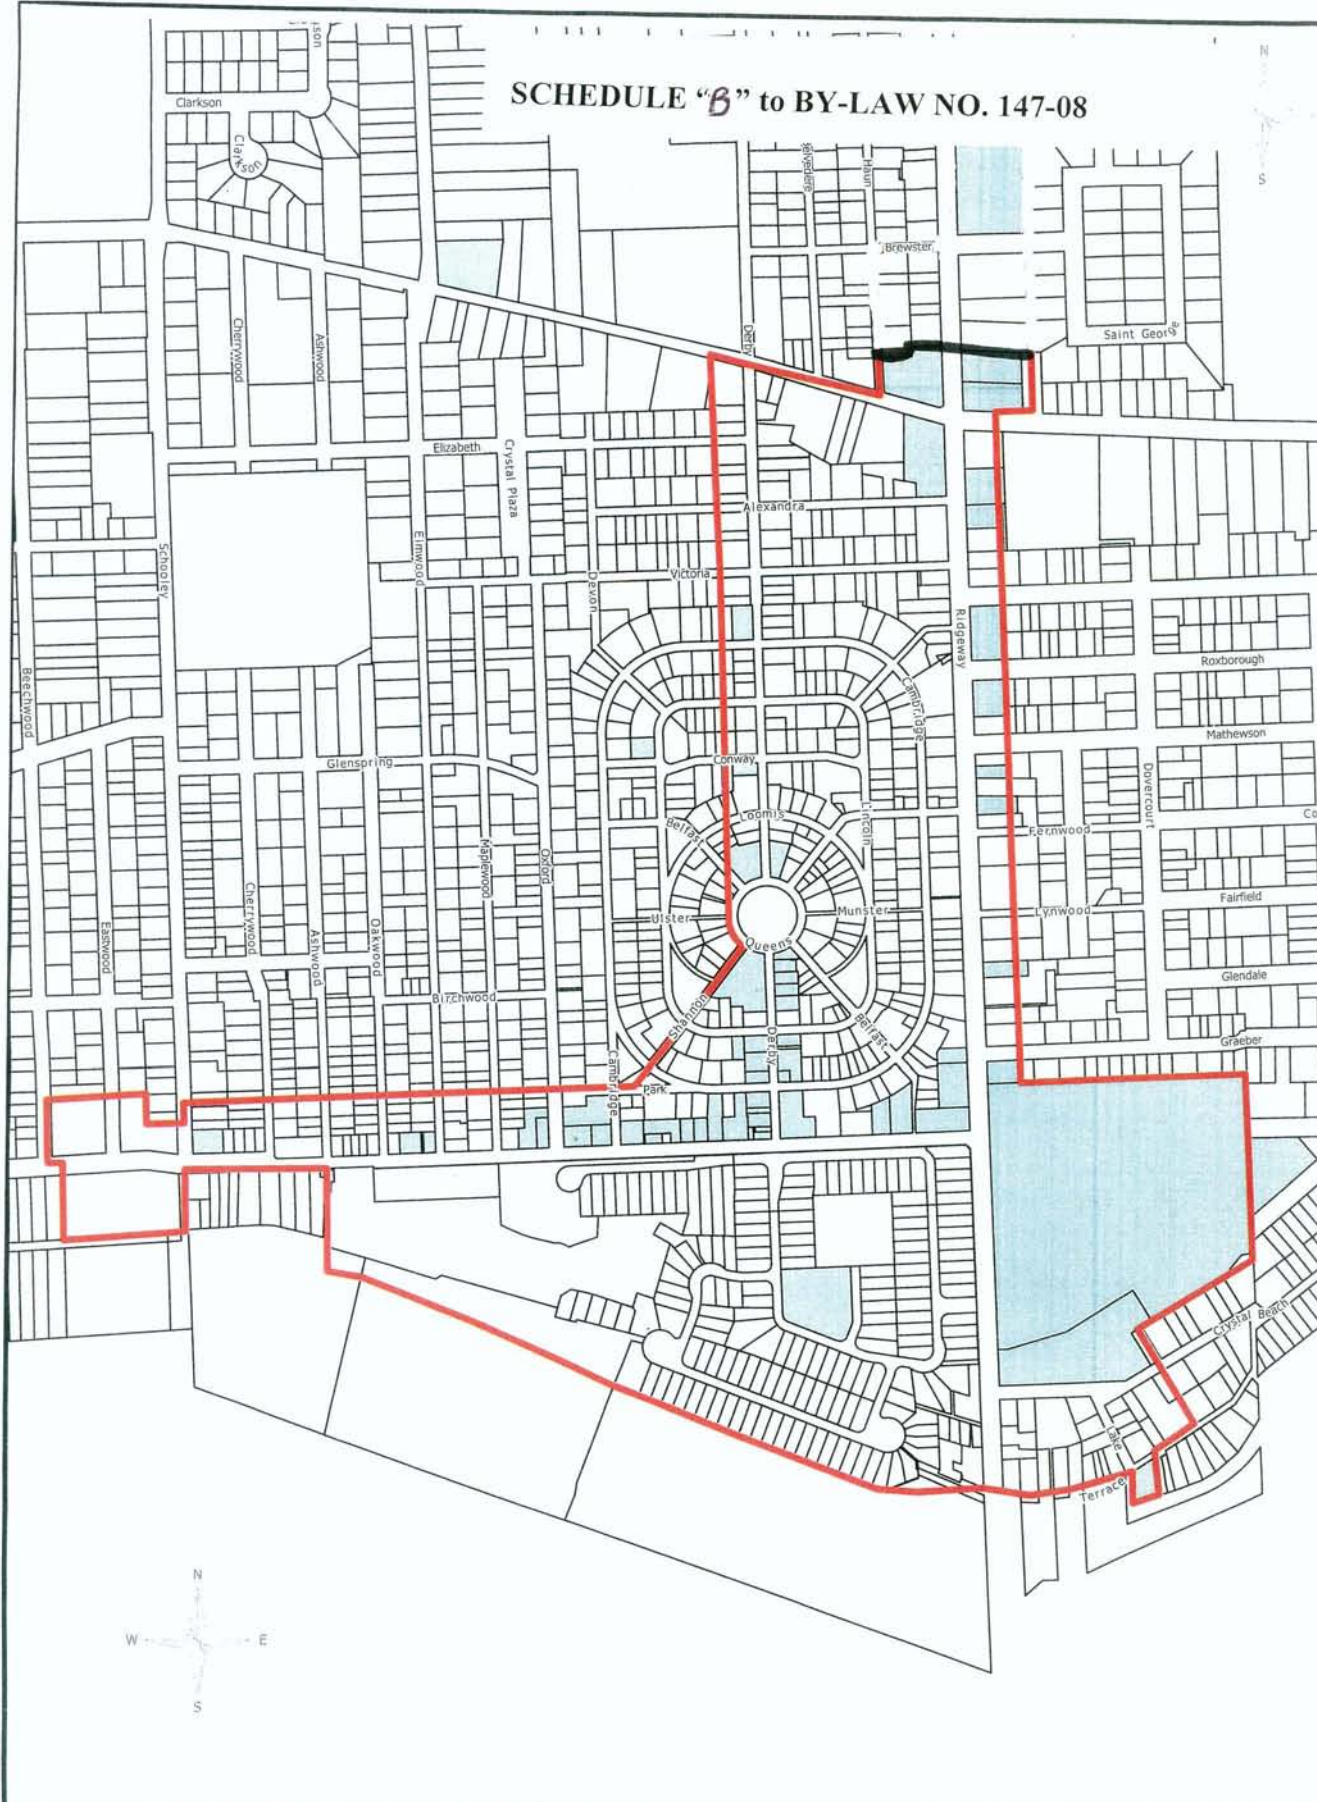 SCHEDULE "B" to BY-LAW NO. 147-08
N
S
Clarkson
Clarkson
Haun
Brewster
Saint George
Derby
Cherrywood
Ashwood
Elizabeth
Crystal Plaza
Alexandra
Schooley
Elmwood
Devon
Victoria
Ridgeway
Roxborough
Beechwood
Cambridge
Mathewson
Glenspring
Conway
Dovercourt
Loomis
Lincoln
Belfast
Fernwood
Maplewood
Oxford
Fairfield
Cherrywood
Ulster
Munster
Lynwood
Eastwood
Ashwood
Oakwood
Queens
Glendale
Birchwood
Shannon
Derby
Belfast
Graeber
Cambridge
Park
Crystal Beach
Lake
Terrace
N
W
E
S